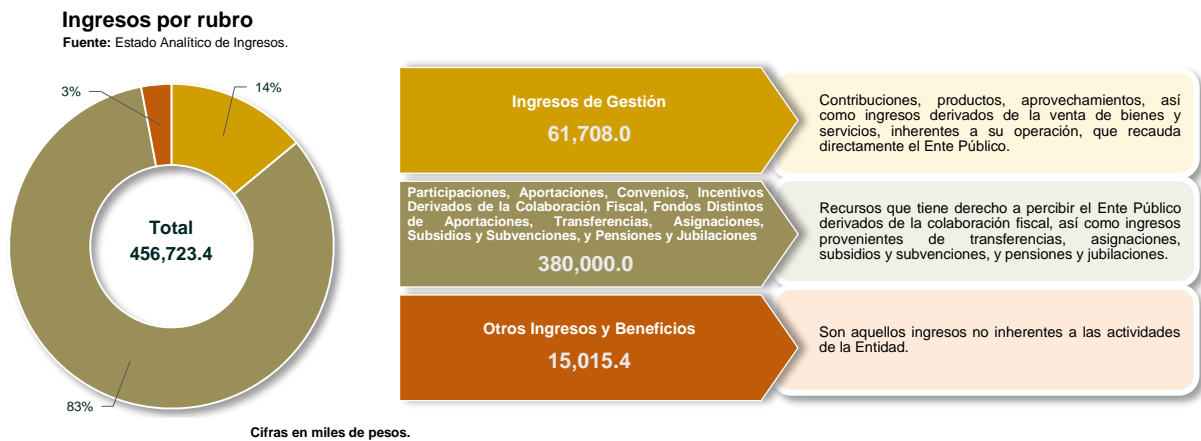 Ingresos por rubro
Fuente: Estado Analítico de Ingresos.
3%
14%
Total
456,723.4
83%
Ingresos de Gestión
61,708.0
Contribuciones, productos, aprovechamientos, así
como ingresos derivados de la venta de bienes y
servicios, inherentes a su operación, que recauda
directamente el Ente Público.
Participaciones, Aportaciones, Convenios, Incentivos
Derivados de la Colaboración Fiscal, Fondos Distintos
de Aportaciones, Transferencias, Asignaciones,
Subsidios y Subvenciones, y Pensiones y Jubilaciones
380,000.0
Recursos que tiene derecho a percibir el Ente Público
derivados de la colaboración fiscal, así como ingresos
provenientes de transferencias, asignaciones,
subsidios y subvenciones, y pensiones y jubilaciones.
Otros Ingresos y Beneficios
15,015.4
Son aquellos ingresos no inherentes a las actividades
de la Entidad.
Cifras en miles de pesos.